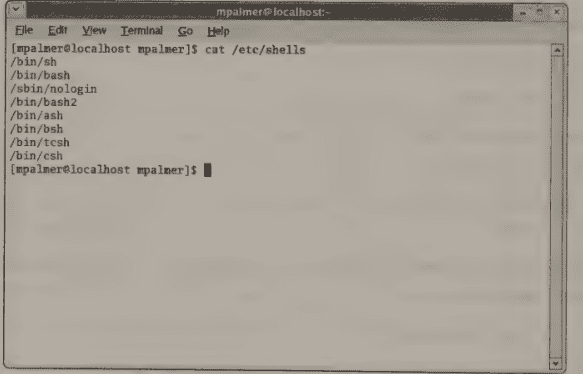 mpalmer@localhost:~
File Edit View Terminal Go Help
[mpalmer@localhost mpalmer]$ cat /etc/shells
/bin/sh
/bin/bash
/sbin/nologin
/bin/bash2
/bin/ash
/bin/bsh
/bin/tcsh
/bin/csh
[mpalmer@localhost mpalmer]$